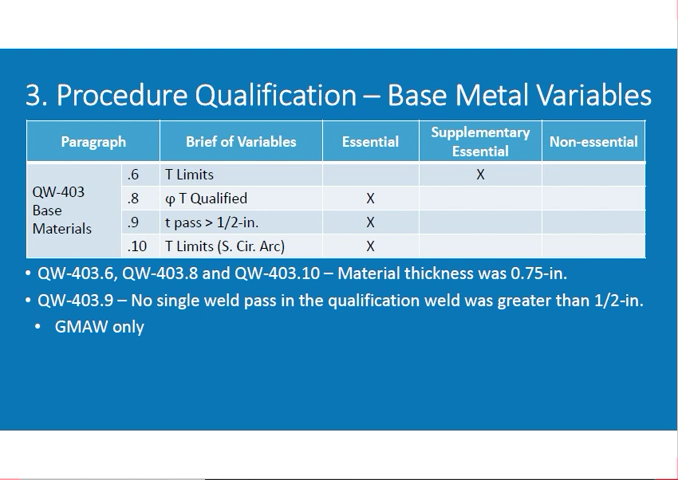 3. Procedure Qualification – Base Metal Variables
Paragraph Brief of Variables Essential Supplementary Essential Non-essential
QW-403 Base Materials
.6 T Limits X
.8 φ T Qualified X
.9 t pass > 1/2-in. X
.10 T Limits (S. Cir. Arc) X
• QW-403.6, QW-403.8 and QW-403.10 – Material thickness was 0.75-in.
• QW-403.9 – No single weld pass in the qualification weld was greater than 1/2-in.
• GMAW only